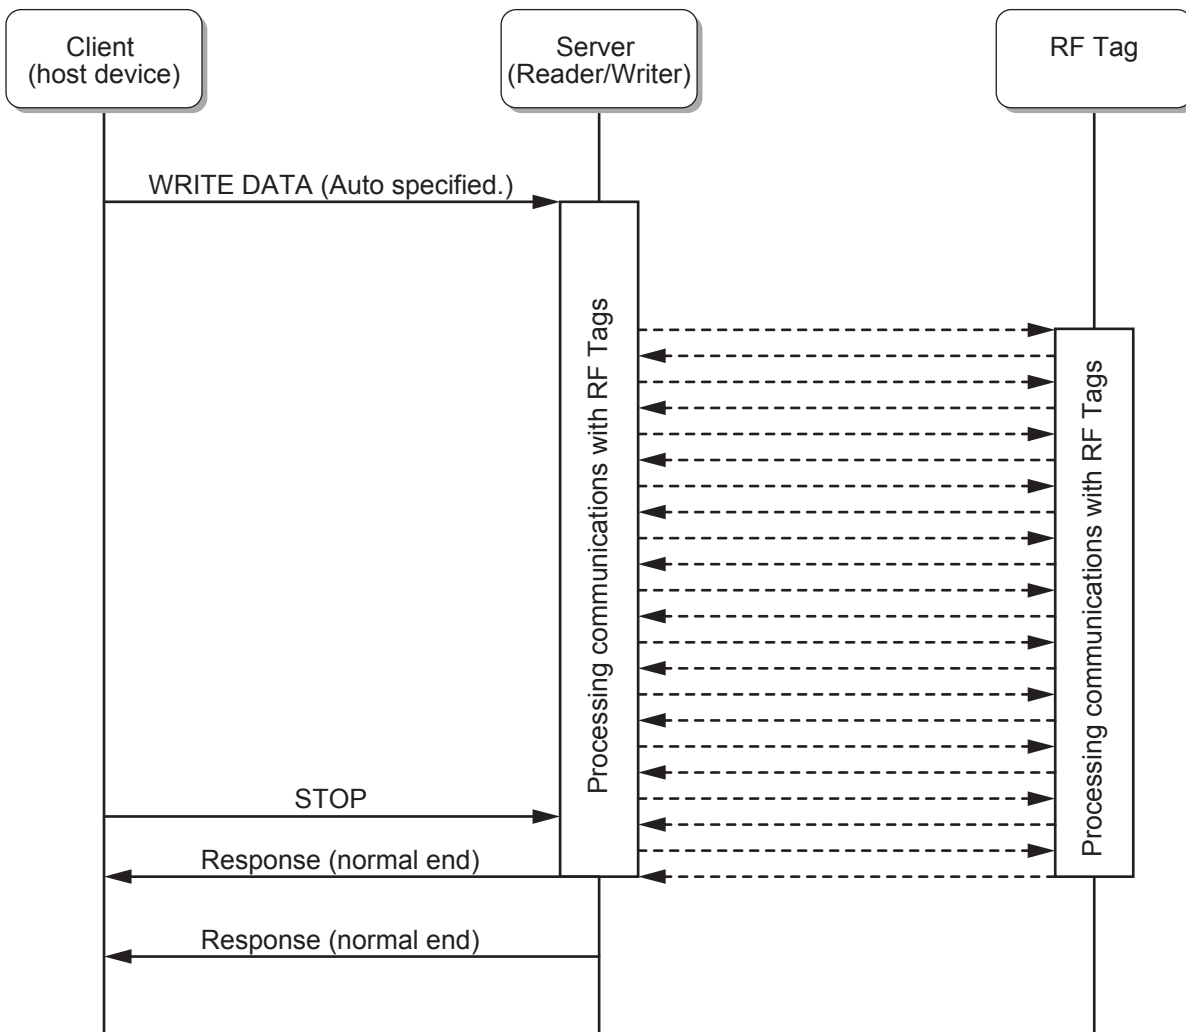 Client
(host device)
Server
(Reader/Writer)
RF Tag
WRITE DATA (Auto specified.)
Processing communications with RF Tags
Processing communications with RF Tags
STOP
Response (normal end)
Response (normal end)